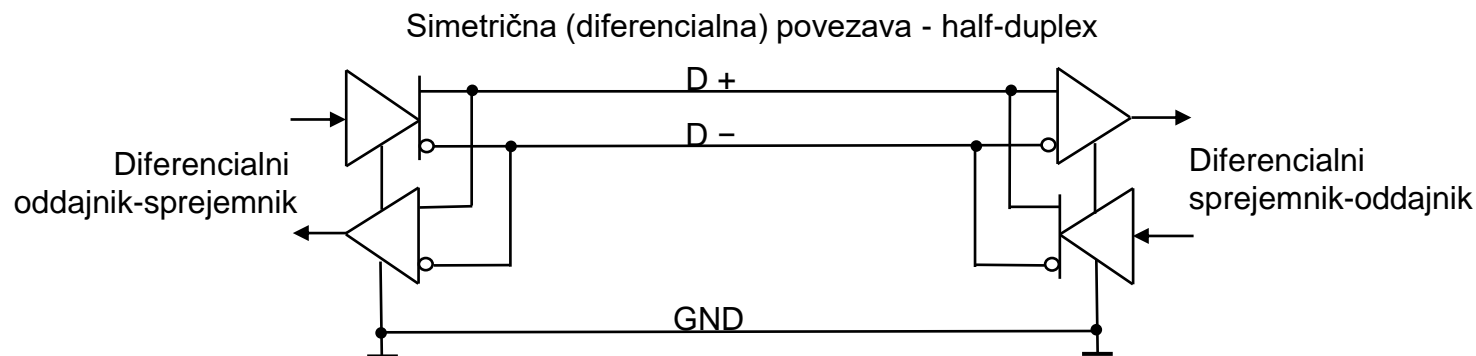 Simetrična (diferencialna) povezava - half-duplex
D +
D −
Diferencialni
oddajnik-sprejemnik
Diferencialni
sprejemnik-oddajnik
GND